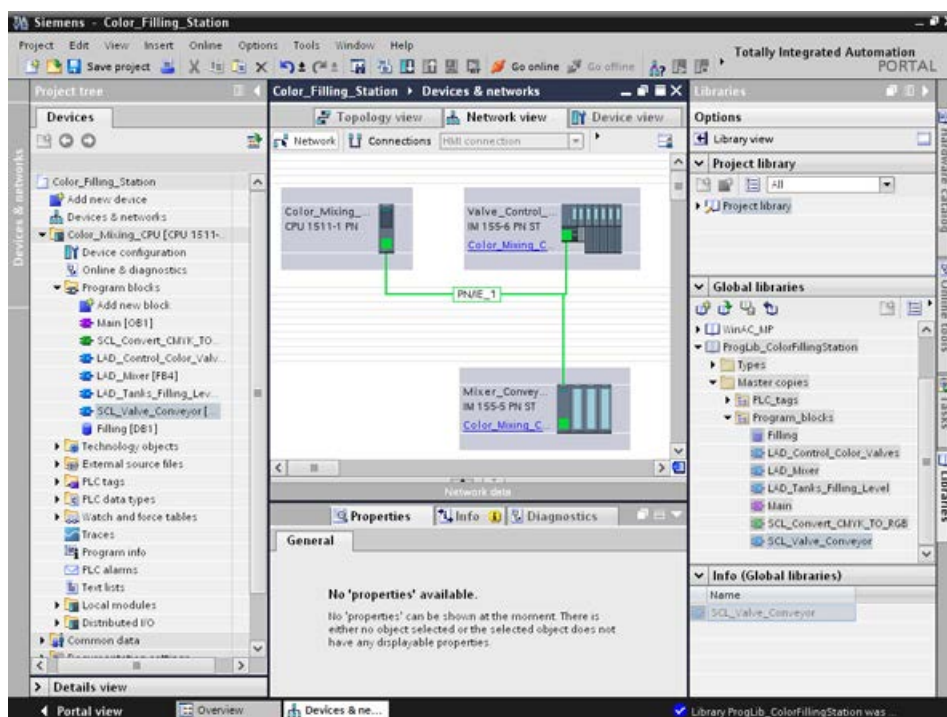 Siemens - Color_Filling_Station
Project Edit View Insert Online Options Tools Window Help
Save project
Go online
Go offline
Totally Integrated Automation
PORTAL
Project tree
Devices
Devices & networks
Color_Filling_Station
Add new device
Devices & networks
Color_Mixing_CPU [CPU 1511-
Device configuration
Online & diagnostics
Program blocks
Add new block
Main [OB1]
SCL_Convert_CMYK_TO...
LAD_Control_Color_Valv...
LAD_Mixer [FB4]
LAD_Tanks_Filling_Lev...
SCL_Valve_Conveyor [...
Filling [DB1]
Technology objects
External source files
PLC tags
PLC data types
Watch and force tables
Traces
Program info
PLC alarms
Text lists
Local modules
Distributed I/O
Common data
Details view
Color_Filling_Station ▸ Devices & networks
Topology view
Network view
Device view
Network
Connections
HMI connection
Color_Mixing_...
CPU 1511-1 PN
Valve_Control_...
IM 155-6 PN ST
Color_Mixing_C...
PN/IE_1
Mixer_Convey...
IM 155-5 PN ST
Color_Mixing_C...
Network data
Properties
Info
Diagnostics
General
No 'properties' available.
No 'properties' can be shown at the moment. There is
either no object selected or the selected object does not
have any displayable properties.
Libraries
Options
Library view
Project library
All
Project library
Global libraries
WinAC_MP
ProgLib_ColorFillingStation
Types
Master copies
PLC_tags
Program_blocks
Filling
LAD_Control_Color_Valves
LAD_Mixer
LAD_Tanks_Filling_Level
Main
SCL_Convert_CMYK_TO_RGB
SCL_Valve_Conveyor
Info (Global libraries)
Name
SCL_Valve_Conveyor
Hardware catalog
Online tools
Tasks
Libraries
Portal view
Overview
Devices & ne...
Library ProgLib_ColorFillingStation was ...